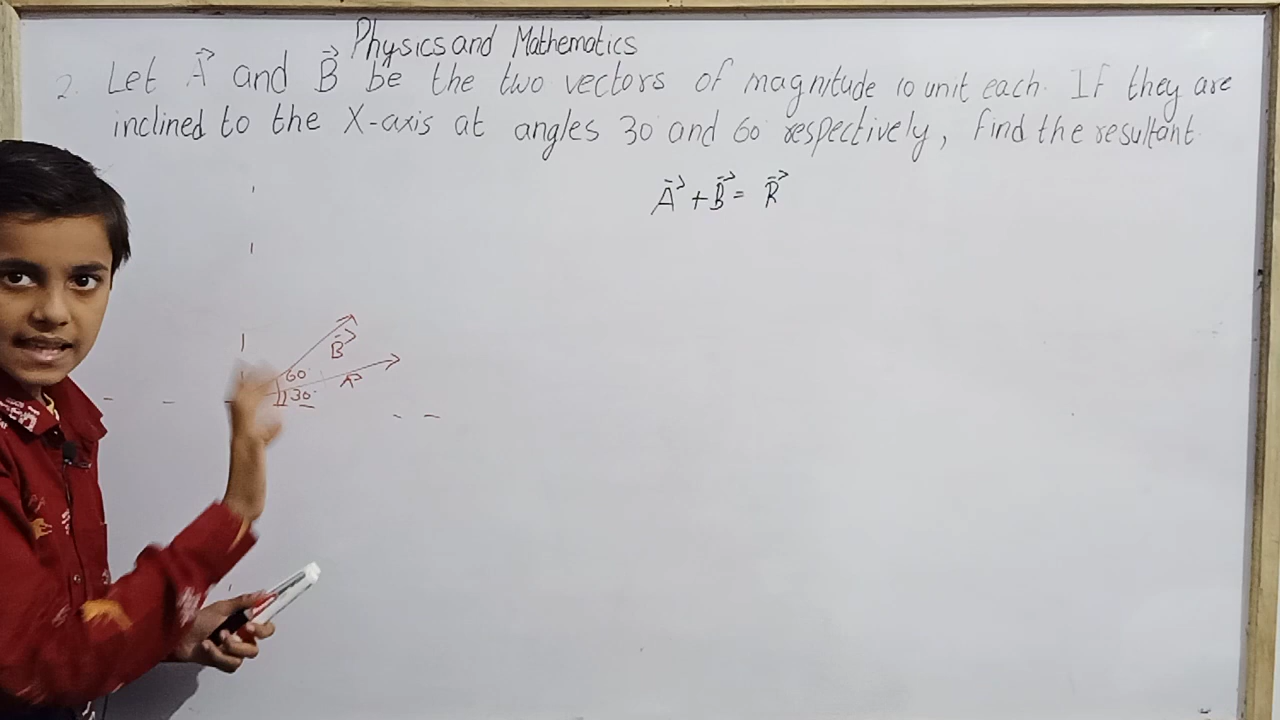 Physics and Mathematics
2. Let A⃗ and B⃗ be the two vectors of magnitude 10 unit each. If they are
inclined to the X-axis at angles 30 and 60 respectively, find the resultant.
A⃗ + B⃗ = R⃗
B⃗
60°
30°
A⃗